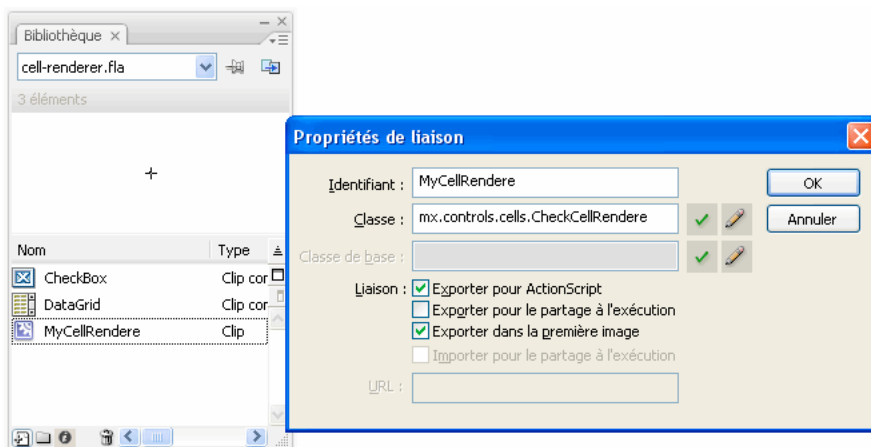 Bibliothèque
cell-renderer.fla
3 éléments
Nom Type
CheckBox Clip cor
DataGrid Clip cor
MyCellRendere Clip
Propriétés de liaison
Identifiant : MyCellRendere
Classe : mx.controls.cells.CheckCellRendere
Classe de base :
Liaison : Exporter pour ActionScript
Exporter pour le partage à l'exécution
Exporter dans la première image
Importer pour le partage à l'exécution
URL :
OK
Annuler